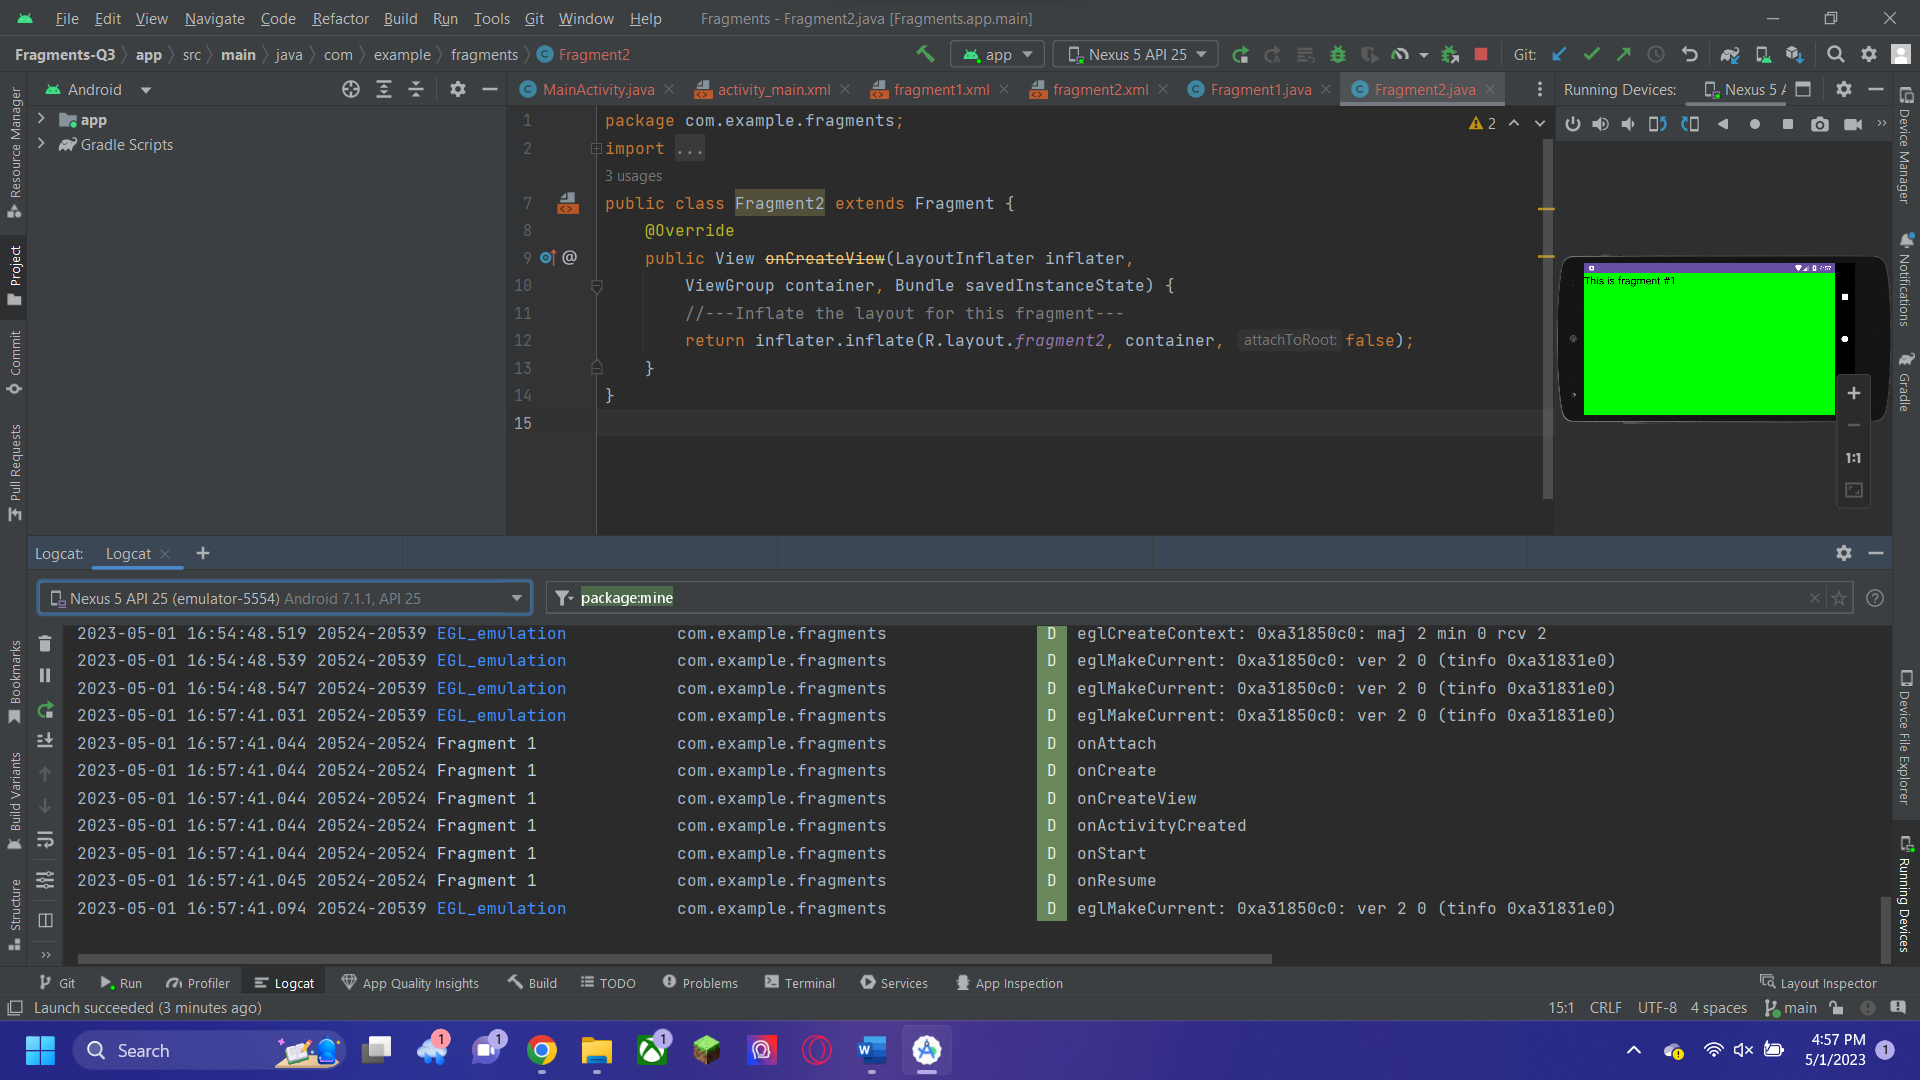 File Edit View Navigate Code Refactor Build Run Tools Git Window Help Fragments - Fragment2.java [Fragments.app.main]
Fragments-Q3 app src main java com example fragments Fragment2 app Nexus 5 API 25 Git:
Android MainActivity.java activity_main.xml fragment1.xml fragment2.xml Fragment1.java Fragment2.java Running Devices: Nexus 5 A
app
Gradle Scripts
1 package com.example.fragments; 2
2 import ...
3 usages
7 public class Fragment2 extends Fragment {
8 @Override
9 @ public View onCreateView(LayoutInflater inflater,
10 ViewGroup container, Bundle savedInstanceState) {
11 //---Inflate the layout for this fragment---
12 return inflater.inflate(R.layout.fragment2, container, attachToRoot: false);
13 }
14 }
15
4:57
This is fragment #1
1:1
Resource Manager
Project
Commit
Pull Requests
Bookmarks
Build Variants
Structure
Device Manager
Notifications
Gradle
Device File Explorer
Running Devices
Logcat: Logcat
Nexus 5 API 25 (emulator-5554) Android 7.1.1, API 25 package:mine
2023-05-01 16:54:48.519 20524-20539 EGL_emulation com.example.fragments D eglCreateContext: 0xa31850c0: maj 2 min 0 rcv 2
2023-05-01 16:54:48.539 20524-20539 EGL_emulation com.example.fragments D eglMakeCurrent: 0xa31850c0: ver 2 0 (tinfo 0xa31831e0)
2023-05-01 16:54:48.547 20524-20539 EGL_emulation com.example.fragments D eglMakeCurrent: 0xa31850c0: ver 2 0 (tinfo 0xa31831e0)
2023-05-01 16:57:41.031 20524-20539 EGL_emulation com.example.fragments D eglMakeCurrent: 0xa31850c0: ver 2 0 (tinfo 0xa31831e0)
2023-05-01 16:57:41.044 20524-20524 Fragment 1 com.example.fragments D onAttach
2023-05-01 16:57:41.044 20524-20524 Fragment 1 com.example.fragments D onCreate
2023-05-01 16:57:41.044 20524-20524 Fragment 1 com.example.fragments D onCreateView
2023-05-01 16:57:41.044 20524-20524 Fragment 1 com.example.fragments D onActivityCreated
2023-05-01 16:57:41.044 20524-20524 Fragment 1 com.example.fragments D onStart
2023-05-01 16:57:41.045 20524-20524 Fragment 1 com.example.fragments D onResume
2023-05-01 16:57:41.094 20524-20539 EGL_emulation com.example.fragments D eglMakeCurrent: 0xa31850c0: ver 2 0 (tinfo 0xa31831e0)
Git Run Profiler Logcat App Quality Insights Build TODO Problems Terminal Services App Inspection Layout Inspector
Launch succeeded (3 minutes ago) 15:1 CRLF UTF-8 4 spaces main
Search 1 1 1 W 4:57 PM 1
5/1/2023